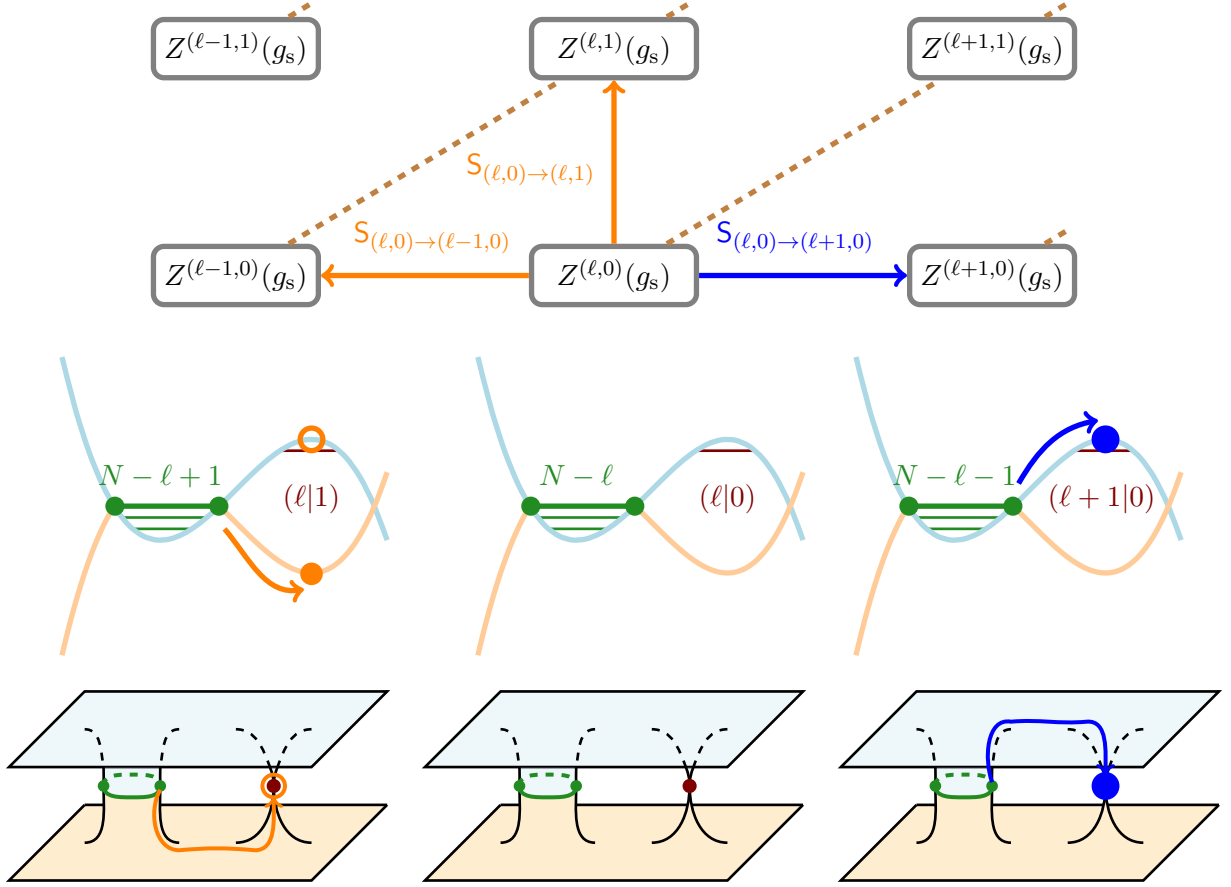 Z^{(ℓ−1,1)}(g_s) Z^{(ℓ,1)}(g_s) Z^{(ℓ+1,1)}(g_s)
S_{(ℓ,0)→(ℓ,1)}
S_{(ℓ,0)→(ℓ−1,0)} S_{(ℓ,0)→(ℓ+1,0)}
Z^{(ℓ−1,0)}(g_s) Z^{(ℓ,0)}(g_s) Z^{(ℓ+1,0)}(g_s)
N − ℓ + 1 N − ℓ N − ℓ − 1
(ℓ|1) (ℓ|0) (ℓ + 1|0)